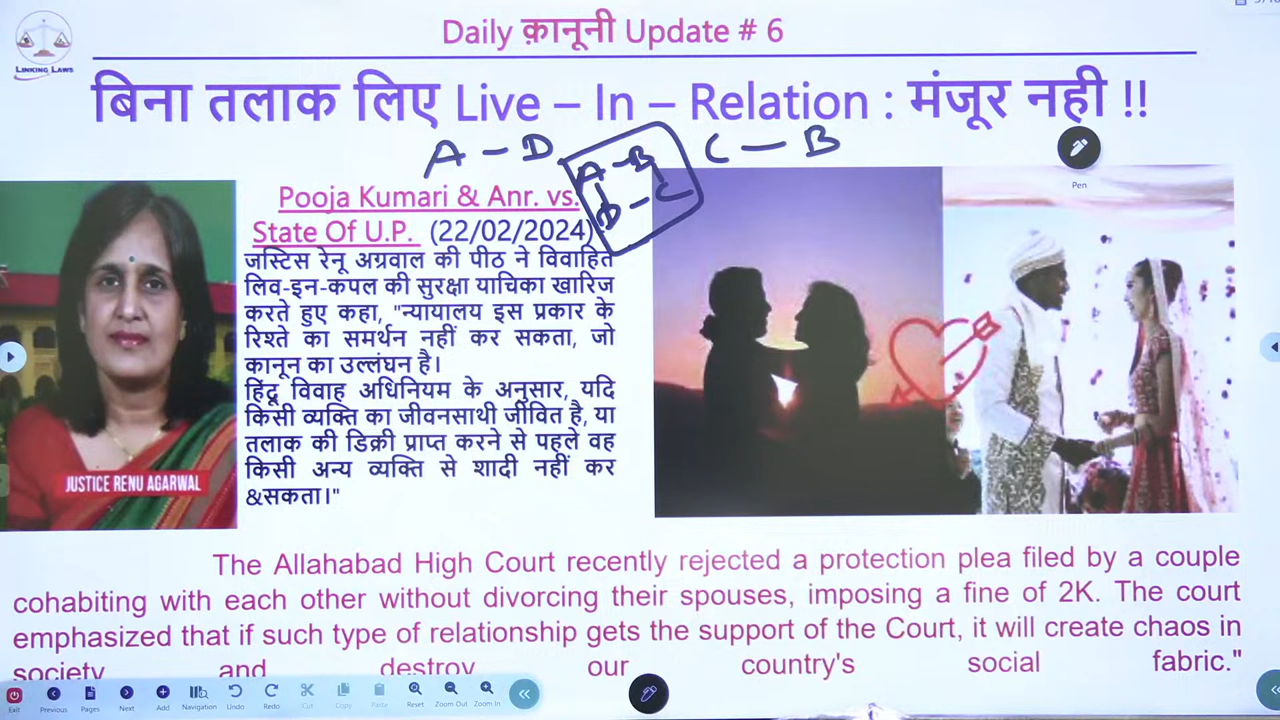 Daily क़ानूनी Update # 6
LINKING LAWS
बिना तलाक लिए Live – In – Relation : मंजूर नही !!
A – D
A – B
D – C
C – B
Pen
Pooja Kumari & Anr. vs.
State Of U.P. (22/02/2024)
जस्टिस रेनू अग्रवाल की पीठ ने विवाहित
लिव-इन-कपल की सुरक्षा याचिका खारिज
करते हुए कहा, "न्यायालय इस प्रकार के
रिश्ते का समर्थन नहीं कर सकता, जो
कानून का उल्लंघन है।
हिंदू विवाह अधिनियम के अनुसार, यदि
किसी व्यक्ति का जीवनसाथी जीवित है, या
तलाक की डिक्री प्राप्त करने से पहले वह
किसी अन्य व्यक्ति से शादी नहीं कर
&सकता।"
JUSTICE RENU AGARWAL
The Allahabad High Court recently rejected a protection plea filed by a couple
cohabiting with each other without divorcing their spouses, imposing a fine of 2K. The court
emphasized that if such type of relationship gets the support of the Court, it will create chaos in
society and destroy our country's social fabric."
Exit Previous Pages Next Add Navigation Undo Redo Cut Copy Paste Reset Zoom Out Zoom In